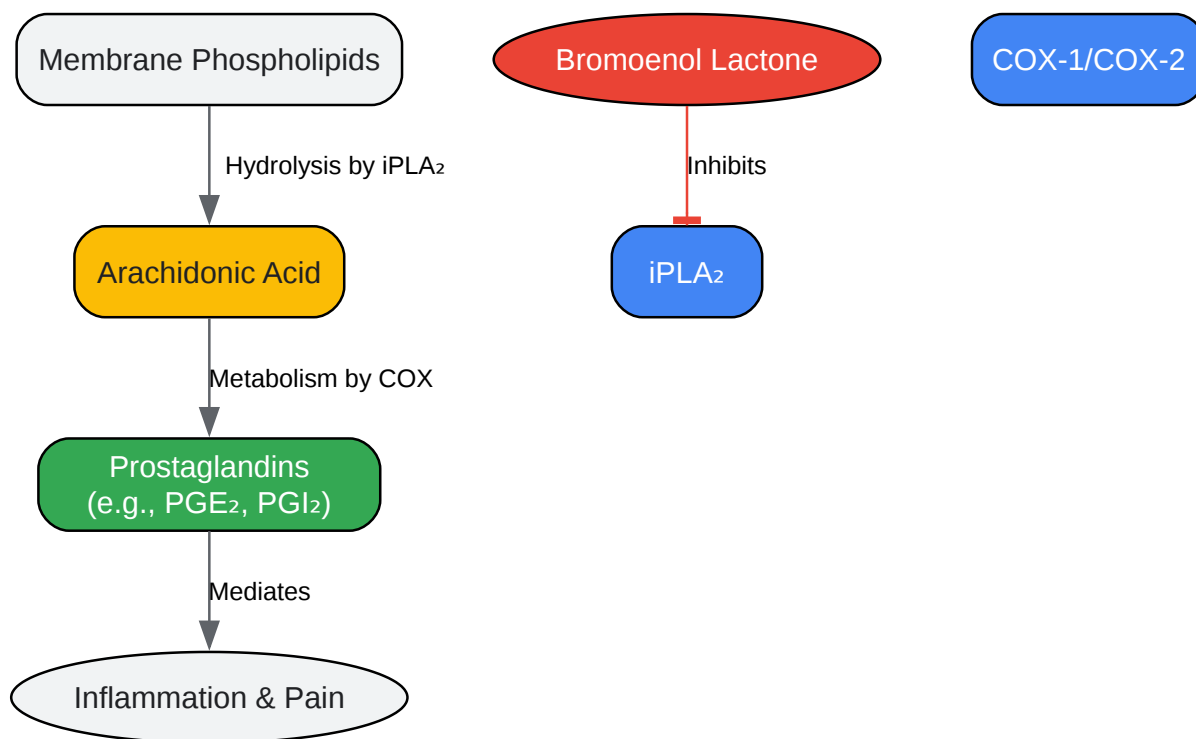 Membrane Phospholipids
Bromoenol Lactone
COX-1/COX-2
Hydrolysis by iPLA₂
Inhibits
Arachidonic Acid
iPLA₂
Metabolism by COX
Prostaglandins
(e.g., PGE₂, PGI₂)
Mediates
Inflammation & Pain